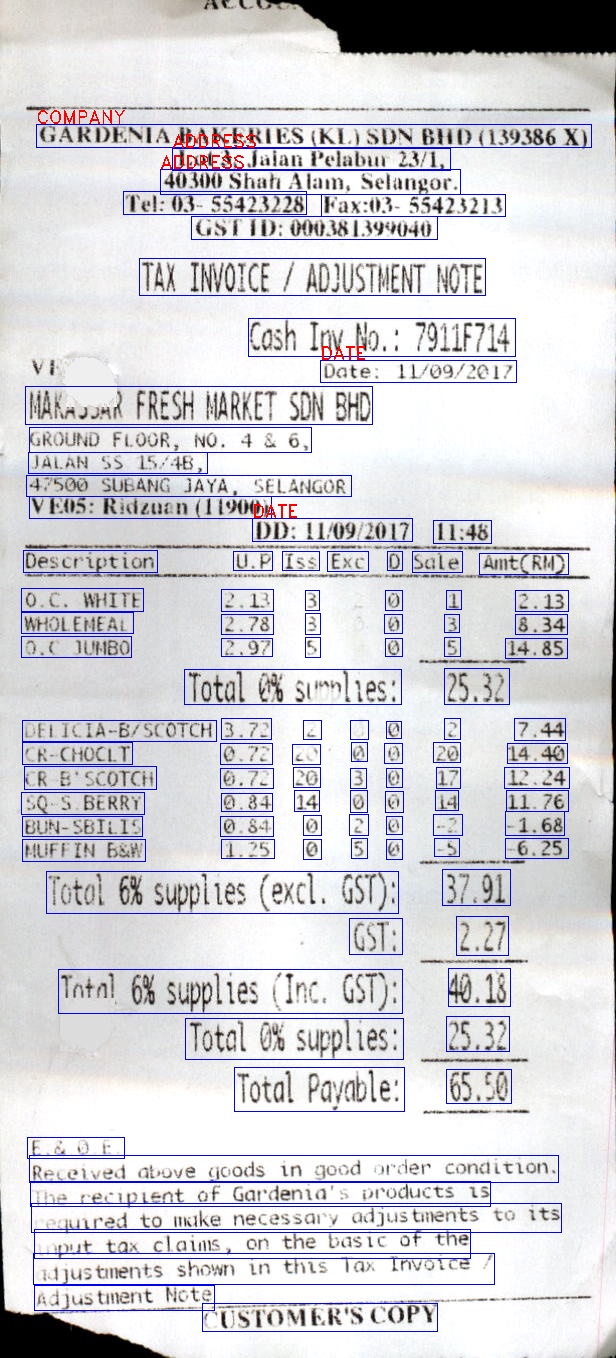 COMPANY
GARDENIA BAKERIES (KL) SDN BHD (139386 X)
ADDRESS
Jalan Pelabur 23/1,
ADDRESS
40300 Shah Alam, Selangor.
Tel: 03- 55423228 Fax:03- 55423213
GST ID: 000381399040
TAX INVOICE / ADJUSTMENT NOTE
Cash Inv No.: 7911F714
DATE
Date: 11/09/2017
MAKASSAR FRESH MARKET SDN BHD
GROUND FLOOR, NO. 4 & 6,
JALAN SS 15/4B,
47500 SUBANG JAYA, SELANGOR
VE05: Ridzuan (11900)
DATE
DD: 11/09/2017 11:48
Description U.P Iss Exc D Sale Amt(RM)
O.C. WHITE 2.13 3 0 1 2.13
WHOLEMEAL 2.78 3 0 3 8.34
O.C JUMBO 2.97 5 0 5 14.85
Total 0% supplies: 25.32
DELICIA-B/SCOTCH 3.72 2 0 0 2 7.44
CR-CHOCLT 0.72 20 0 0 20 14.40
CR-B'SCOTCH 0.72 20 3 0 17 12.24
SQ-S.BERRY 0.84 14 0 0 14 11.76
BUN-SBILIS 0.84 0 2 0 -2 -1.68
MUFFIN B&W 1.25 0 5 0 -5 -6.25
Total 6% supplies (excl. GST): 37.91
GST: 2.27
Total 6% supplies (Inc. GST): 40.18
Total 0% supplies: 25.32
Total Payable: 65.50
E.& O.E.
Received above goods in good order condition.
The recipient of Gardenia's products is
required to make necessary adjustments to its
input tax claims, on the basic of the
adjustments shown in this Tax Invoice /
Adjustment Note
CUSTOMER'S COPY